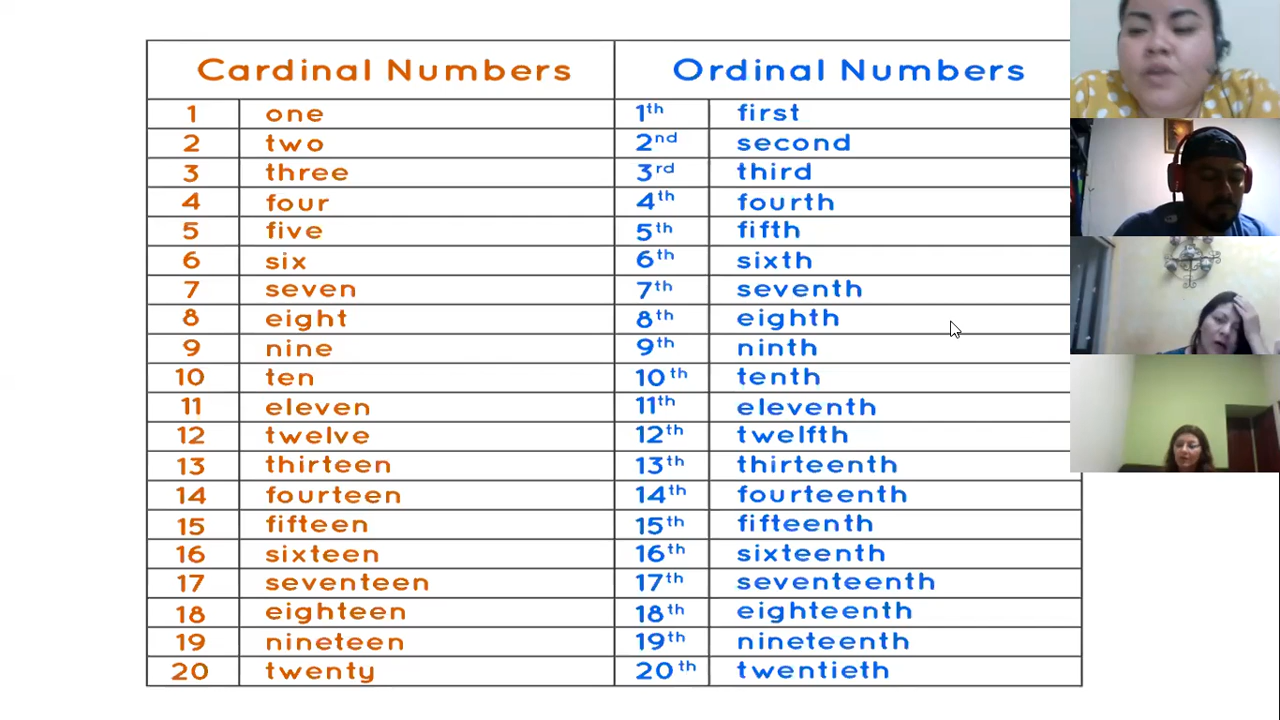 Cardinal Numbers Ordinal Numbers
1 one 1th first
2 two 2nd second
3 three 3rd third
4 four 4th fourth
5 five 5th fifth
6 six 6th sixth
7 seven 7th seventh
8 eight 8th eighth
9 nine 9th ninth
10 ten 10th tenth
11 eleven 11th eleventh
12 twelve 12th twelfth
13 thirteen 13th thirteenth
14 fourteen 14th fourteenth
15 fifteen 15th fifteenth
16 sixteen 16th sixteenth
17 seventeen 17th seventeenth
18 eighteen 18th eighteenth
19 nineteen 19th nineteenth
20 twenty 20th twentieth